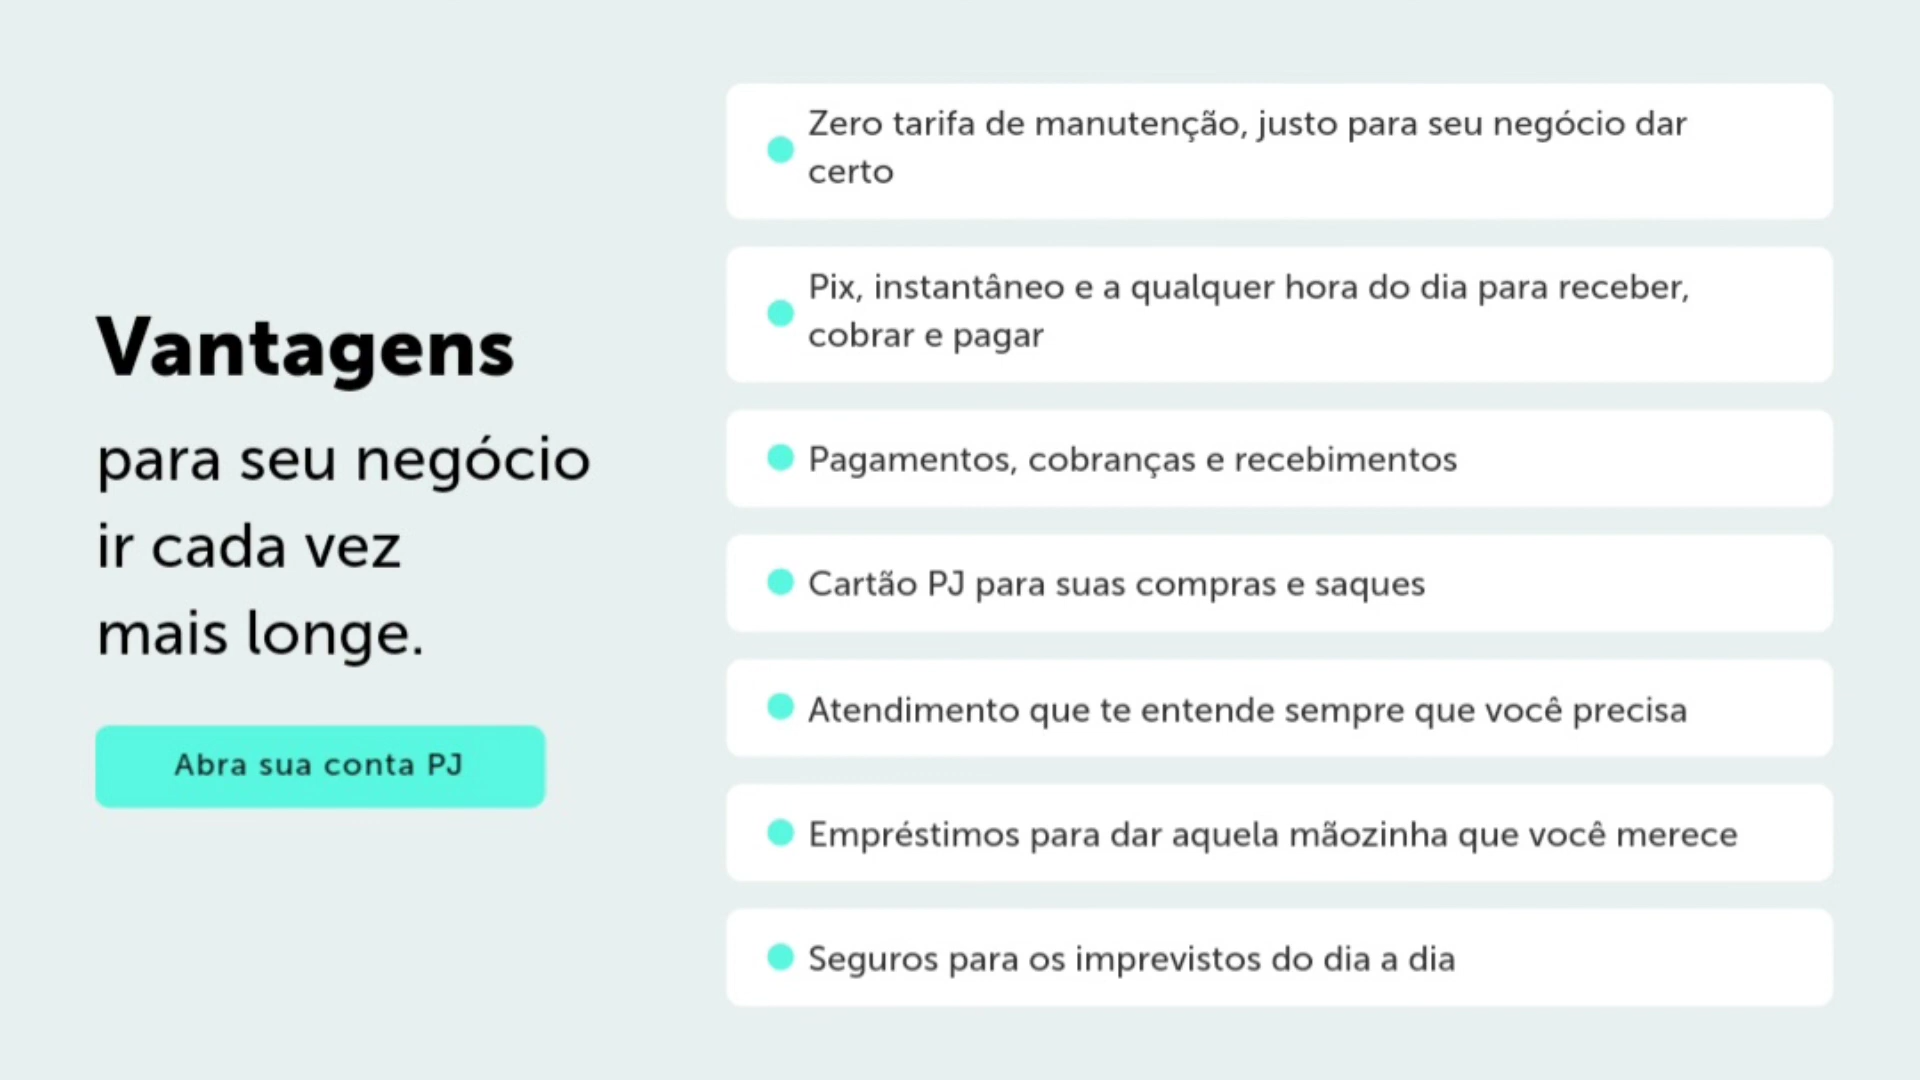 Vantagens
para seu negócio
ir cada vez
mais longe.
Abra sua conta PJ
Zero tarifa de manutenção, justo para seu negócio dar
certo
Pix, instantâneo e a qualquer hora do dia para receber,
cobrar e pagar
Pagamentos, cobranças e recebimentos
Cartão PJ para suas compras e saques
Atendimento que te entende sempre que você precisa
Empréstimos para dar aquela mãozinha que você merece
Seguros para os imprevistos do dia a dia